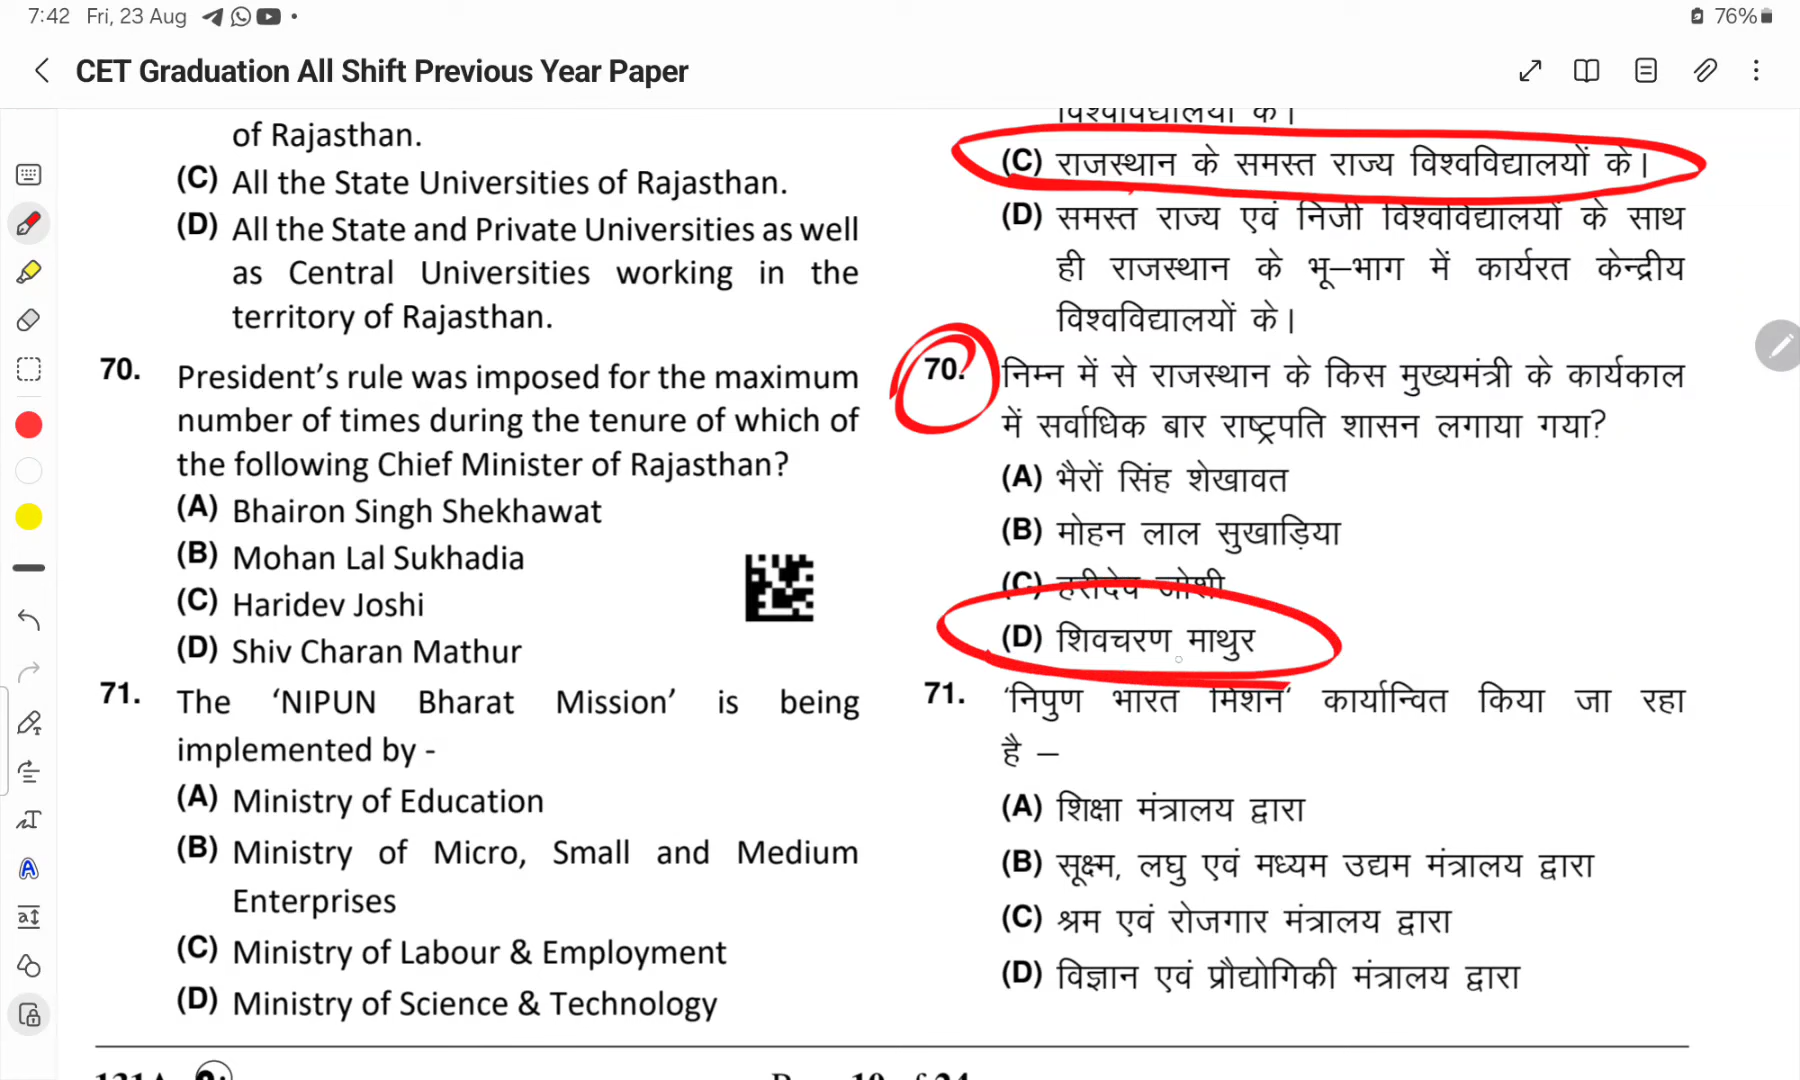 7:42 Fri, 23 Aug
76%
CET Graduation All Shift Previous Year Paper
of Rajasthan.
(C) All the State Universities of Rajasthan.
(D) All the State and Private Universities as well
as Central Universities working in the
territory of Rajasthan.
70. President's rule was imposed for the maximum
number of times during the tenure of which of
the following Chief Minister of Rajasthan?
(A) Bhairon Singh Shekhawat
(B) Mohan Lal Sukhadia
(C) Haridev Joshi
(D) Shiv Charan Mathur
71. The ‘NIPUN Bharat Mission’ is being
implemented by -
(A) Ministry of Education
(B) Ministry of Micro, Small and Medium
Enterprises
(C) Ministry of Labour & Employment
(D) Ministry of Science & Technology
विश्वविद्यालयों के।
(C) राजस्थान के समस्त राज्य विश्वविद्यालयों के।
(D) समस्त राज्य एवं निजी विश्वविद्यालयों के साथ
ही राजस्थान के भू–भाग में कार्यरत केन्द्रीय
विश्वविद्यालयों के।
70. निम्न में से राजस्थान के किस मुख्यमंत्री के कार्यकाल
में सर्वाधिक बार राष्ट्रपति शासन लगाया गया?
(A) भैरों सिंह शेखावत
(B) मोहन लाल सुखाड़िया
(C) हरीदेव जोशी
(D) शिवचरण माथुर
71. ‘निपुण भारत मिशन’ कार्यान्वित किया जा रहा
है –
(A) शिक्षा मंत्रालय द्वारा
(B) सूक्ष्म, लघु एवं मध्यम उद्यम मंत्रालय द्वारा
(C) श्रम एवं रोजगार मंत्रालय द्वारा
(D) विज्ञान एवं प्रौद्योगिकी मंत्रालय द्वारा